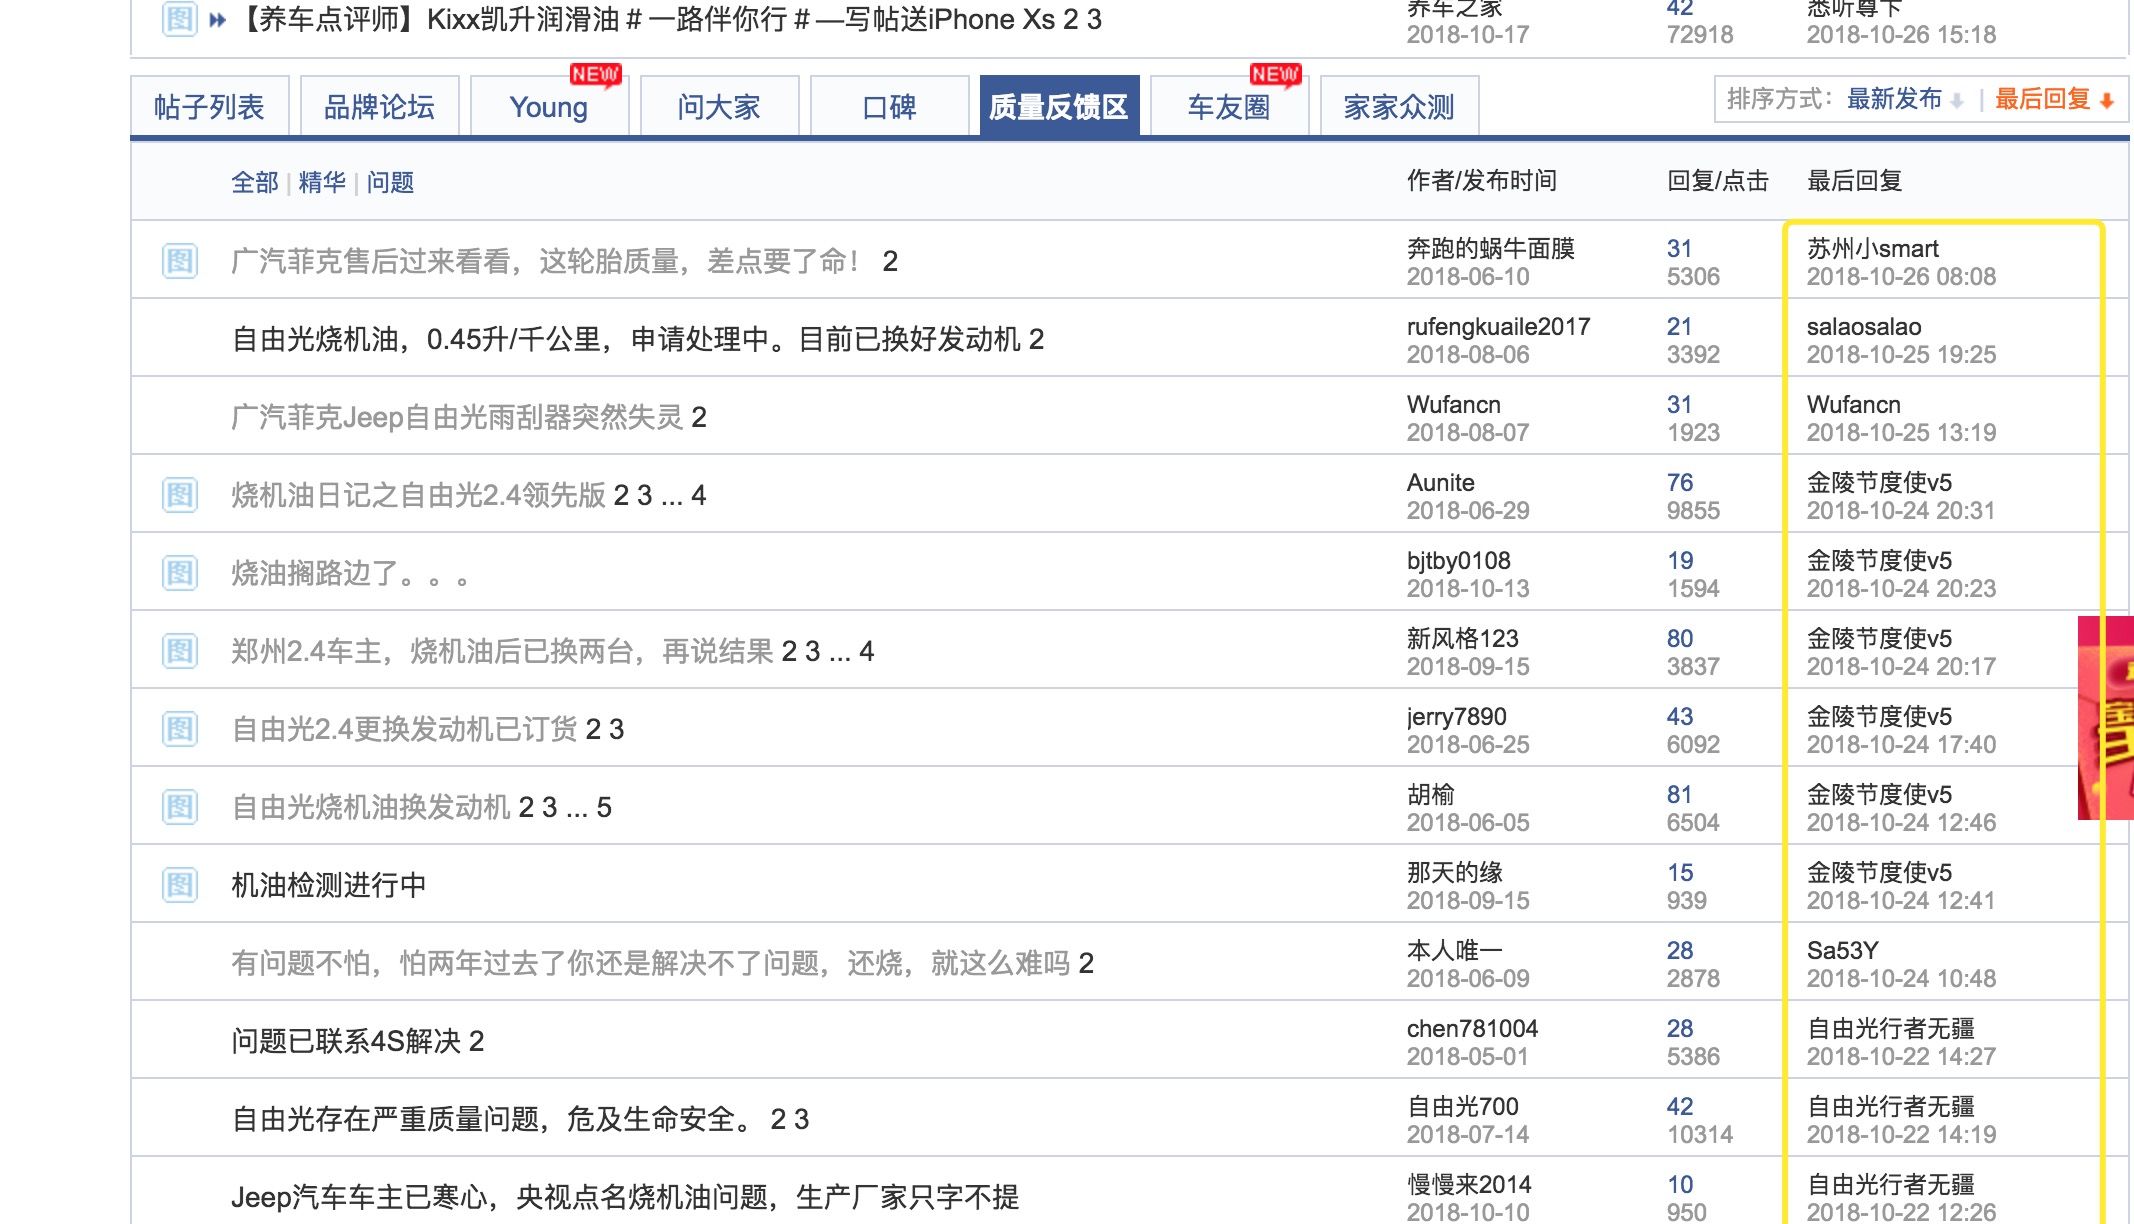 图 【养车点评师】Kixx凯升润滑油＃一路伴你行＃—写帖送iPhone Xs 2 3
养车之家
42
悉听尊下
2018-10-17
72918
2018-10-26 15:18
NEW
NEW
帖子列表
品牌论坛
Young
问大家
口碑
质量反馈区
车友圈
家家众测
排序方式： 最新发布 | 最后回复
全部 | 精华 | 问题
作者/发布时间
回复/点击
最后回复
图 广汽菲克售后过来看看，这轮胎质量，差点要了命！ 2
奔跑的蜗牛面膜
31
苏州小smart
2018-06-10
5306
2018-10-26 08:08
自由光烧机油，0.45升/千公里，申请处理中。目前已换好发动机 2
rufengkuaile2017
21
salaosalao
2018-08-06
3392
2018-10-25 19:25
广汽菲克Jeep自由光雨刮器突然失灵 2
Wufancn
31
Wufancn
2018-08-07
1923
2018-10-25 13:19
图 烧机油日记之自由光2.4领先版 2 3 ... 4
Aunite
76
金陵节度使v5
2018-06-29
9855
2018-10-24 20:31
图 烧油搁路边了。。。
bjtby0108
19
金陵节度使v5
2018-10-13
1594
2018-10-24 20:23
图 郑州2.4车主，烧机油后已换两台，再说结果 2 3 ... 4
新风格123
80
金陵节度使v5
2018-09-15
3837
2018-10-24 20:17
图 自由光2.4更换发动机已订货 2 3
jerry7890
43
金陵节度使v5
2018-06-25
6092
2018-10-24 17:40
图 自由光烧机油换发动机 2 3 ... 5
胡榆
81
金陵节度使v5
2018-06-05
6504
2018-10-24 12:46
图 机油检测进行中
那天的缘
15
金陵节度使v5
2018-09-15
939
2018-10-24 12:41
有问题不怕，怕两年过去了你还是解决不了问题，还烧，就这么难吗 2
本人唯一
28
Sa53Y
2018-06-09
2878
2018-10-24 10:48
问题已联系4S解决 2
chen781004
28
自由光行者无疆
2018-05-01
5386
2018-10-22 14:27
自由光存在严重质量问题，危及生命安全。 2 3
自由光700
42
自由光行者无疆
2018-07-14
10314
2018-10-22 14:19
Jeep汽车车主已寒心，央视点名烧机油问题，生产厂家只字不提
慢慢来2014
10
自由光行者无疆
2018-10-10
950
2018-10-22 12:26